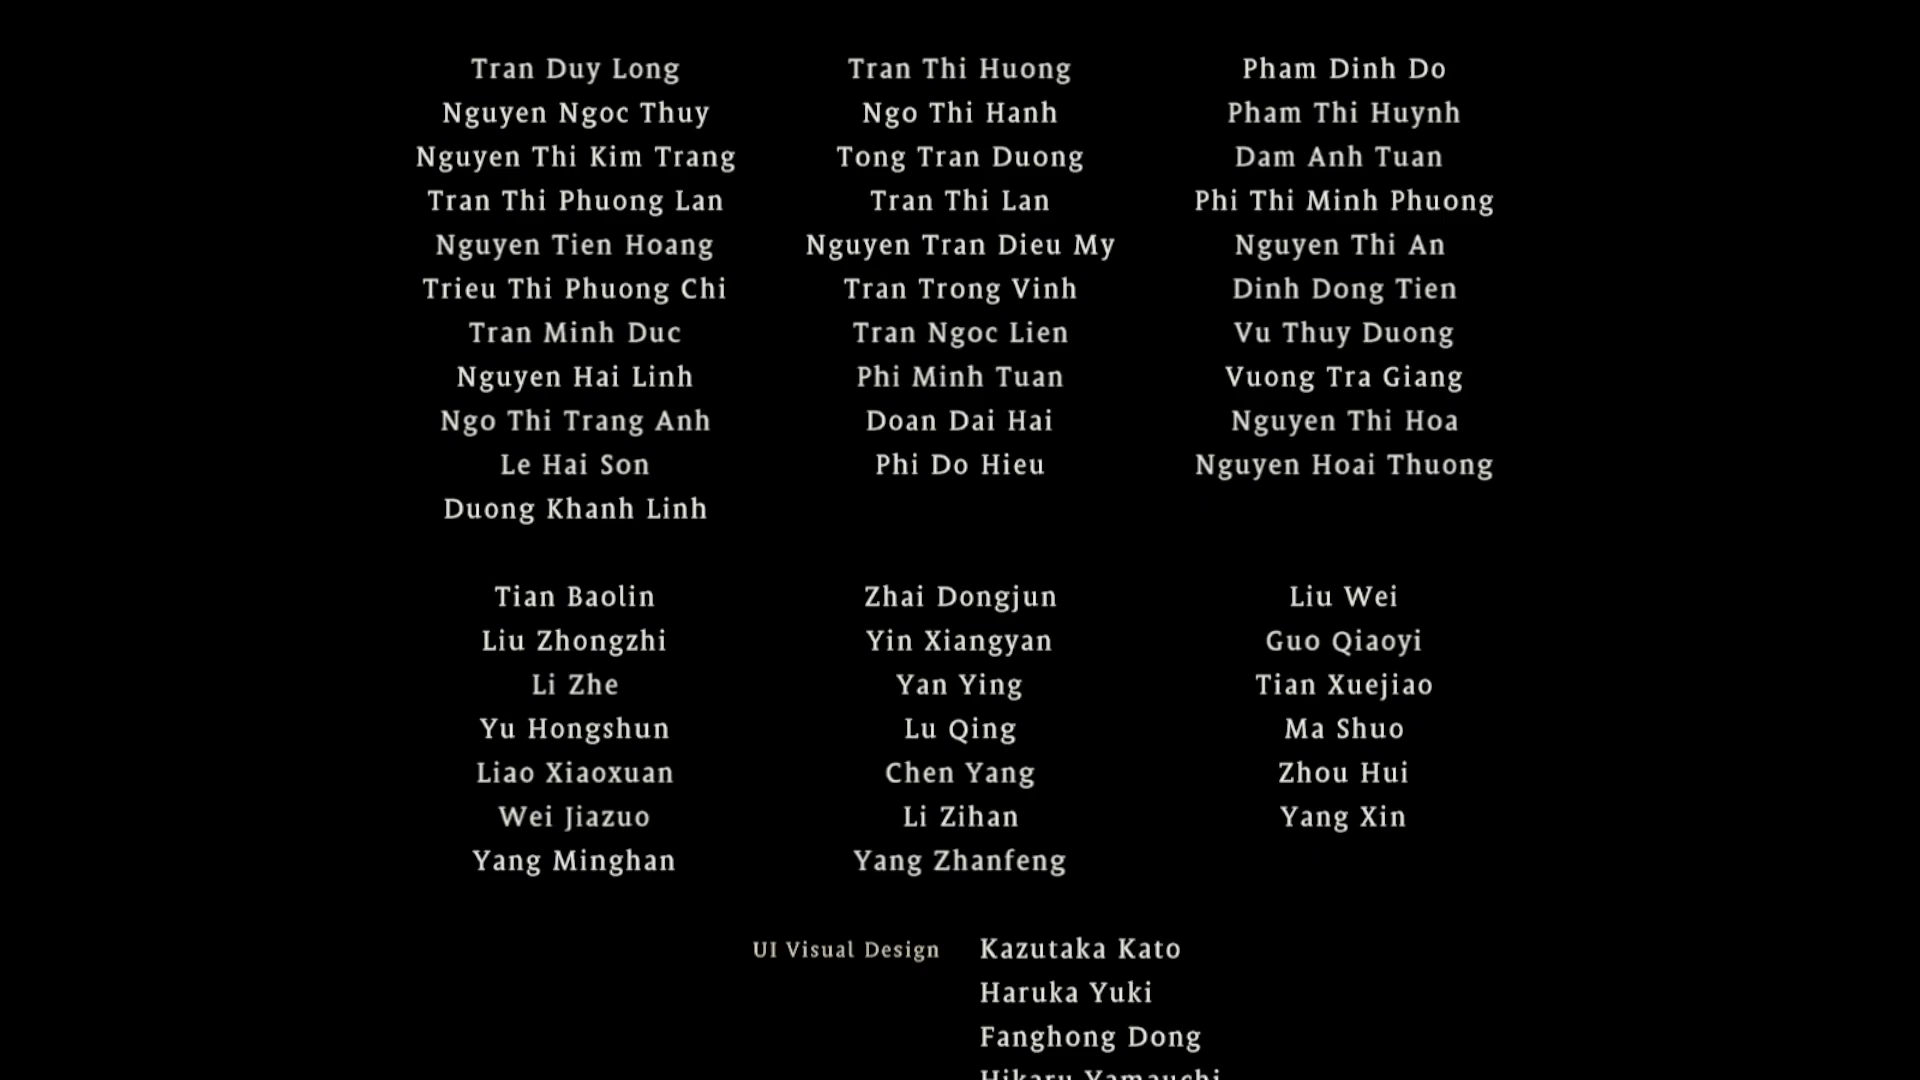 Tran Duy Long Tran Thi Huong Pham Dinh Do
Nguyen Ngoc Thuy Ngo Thi Hanh Pham Thi Huynh
Nguyen Thi Kim Trang Tong Tran Duong Dam Anh Tuan
Tran Thi Phuong Lan Tran Thi Lan Phi Thi Minh Phuong
Nguyen Tien Hoang Nguyen Tran Dieu My Nguyen Thi An
Trieu Thi Phuong Chi Tran Trong Vinh Dinh Dong Tien
Tran Minh Duc Tran Ngoc Lien Vu Thuy Duong
Nguyen Hai Linh Phi Minh Tuan Vuong Tra Giang
Ngo Thi Trang Anh Doan Dai Hai Nguyen Thi Hoa
Le Hai Son Phi Do Hieu Nguyen Hoai Thuong
Duong Khanh Linh
Tian Baolin Zhai Dongjun Liu Wei
Liu Zhongzhi Yin Xiangyan Guo Qiaoyi
Li Zhe Yan Ying Tian Xuejiao
Yu Hongshun Lu Qing Ma Shuo
Liao Xiaoxuan Chen Yang Zhou Hui
Wei Jiazuo Li Zihan Yang Xin
Yang Minghan Yang Zhanfeng
UI Visual Design Kazutaka Kato
Haruka Yuki
Fanghong Dong
Hikaru Yamauchi